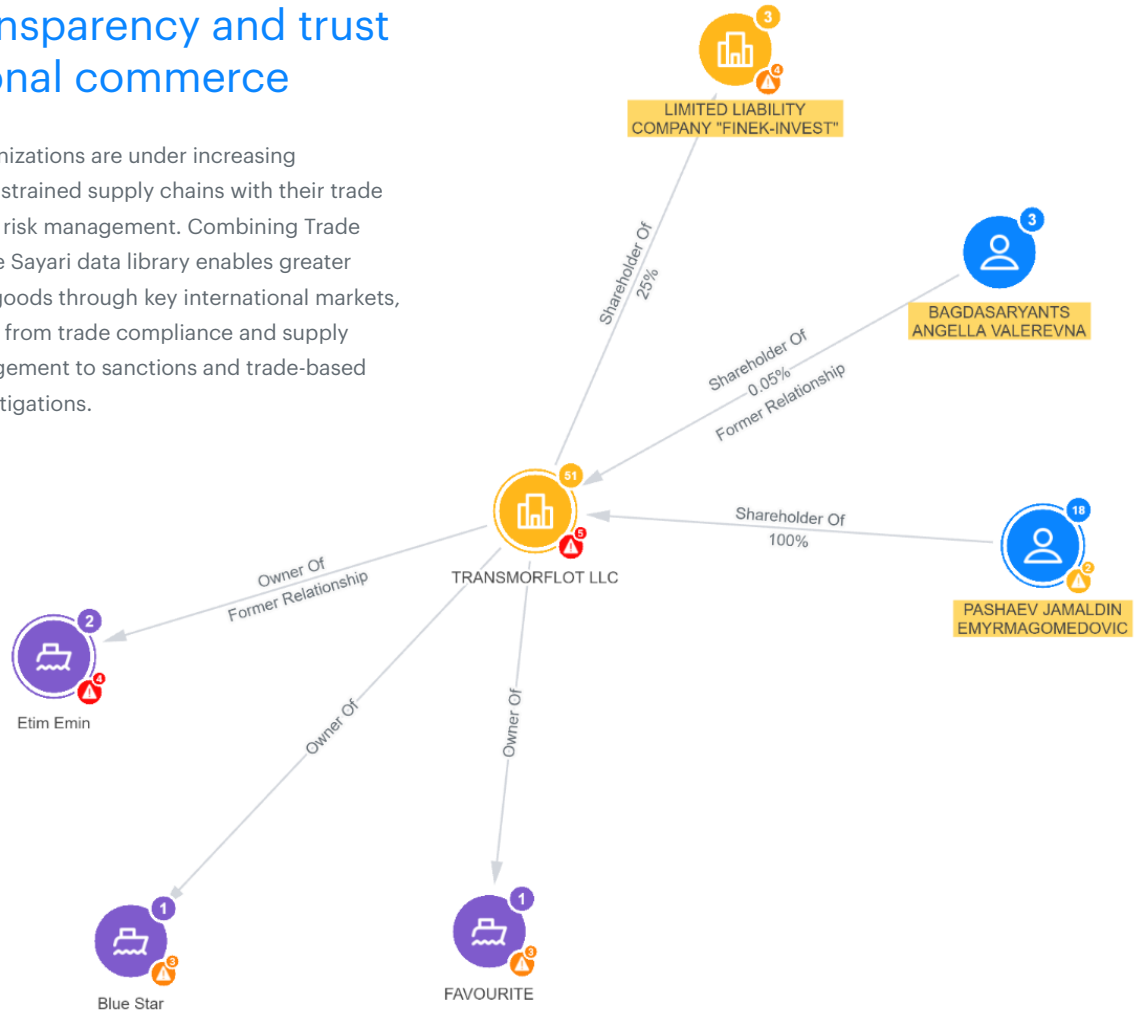 nsparency and trust
onal commerce
nizations are under increasing
strained supply chains with their trade
risk management. Combining Trade
e Sayari data library enables greater
goods through key international markets,
from trade compliance and supply
gement to sanctions and trade-based
tigations.
3
4
LIMITED LIABILITY
COMPANY "FINEK-INVEST"
Shareholder Of
25%
3
BAGDASARYANTS
ANGELLA VALEREVNA
Shareholder Of
0.05%
Former Relationship
51
5
TRANSMORFLOT LLC
Shareholder Of
100%
18
2
PASHAEV JAMALDIN
EMYRMAGOMEDOVIC
Owner Of
Former Relationship
2
4
Etim Emin
Owner Of
Owner Of
1
3
Blue Star
1
3
FAVOURITE